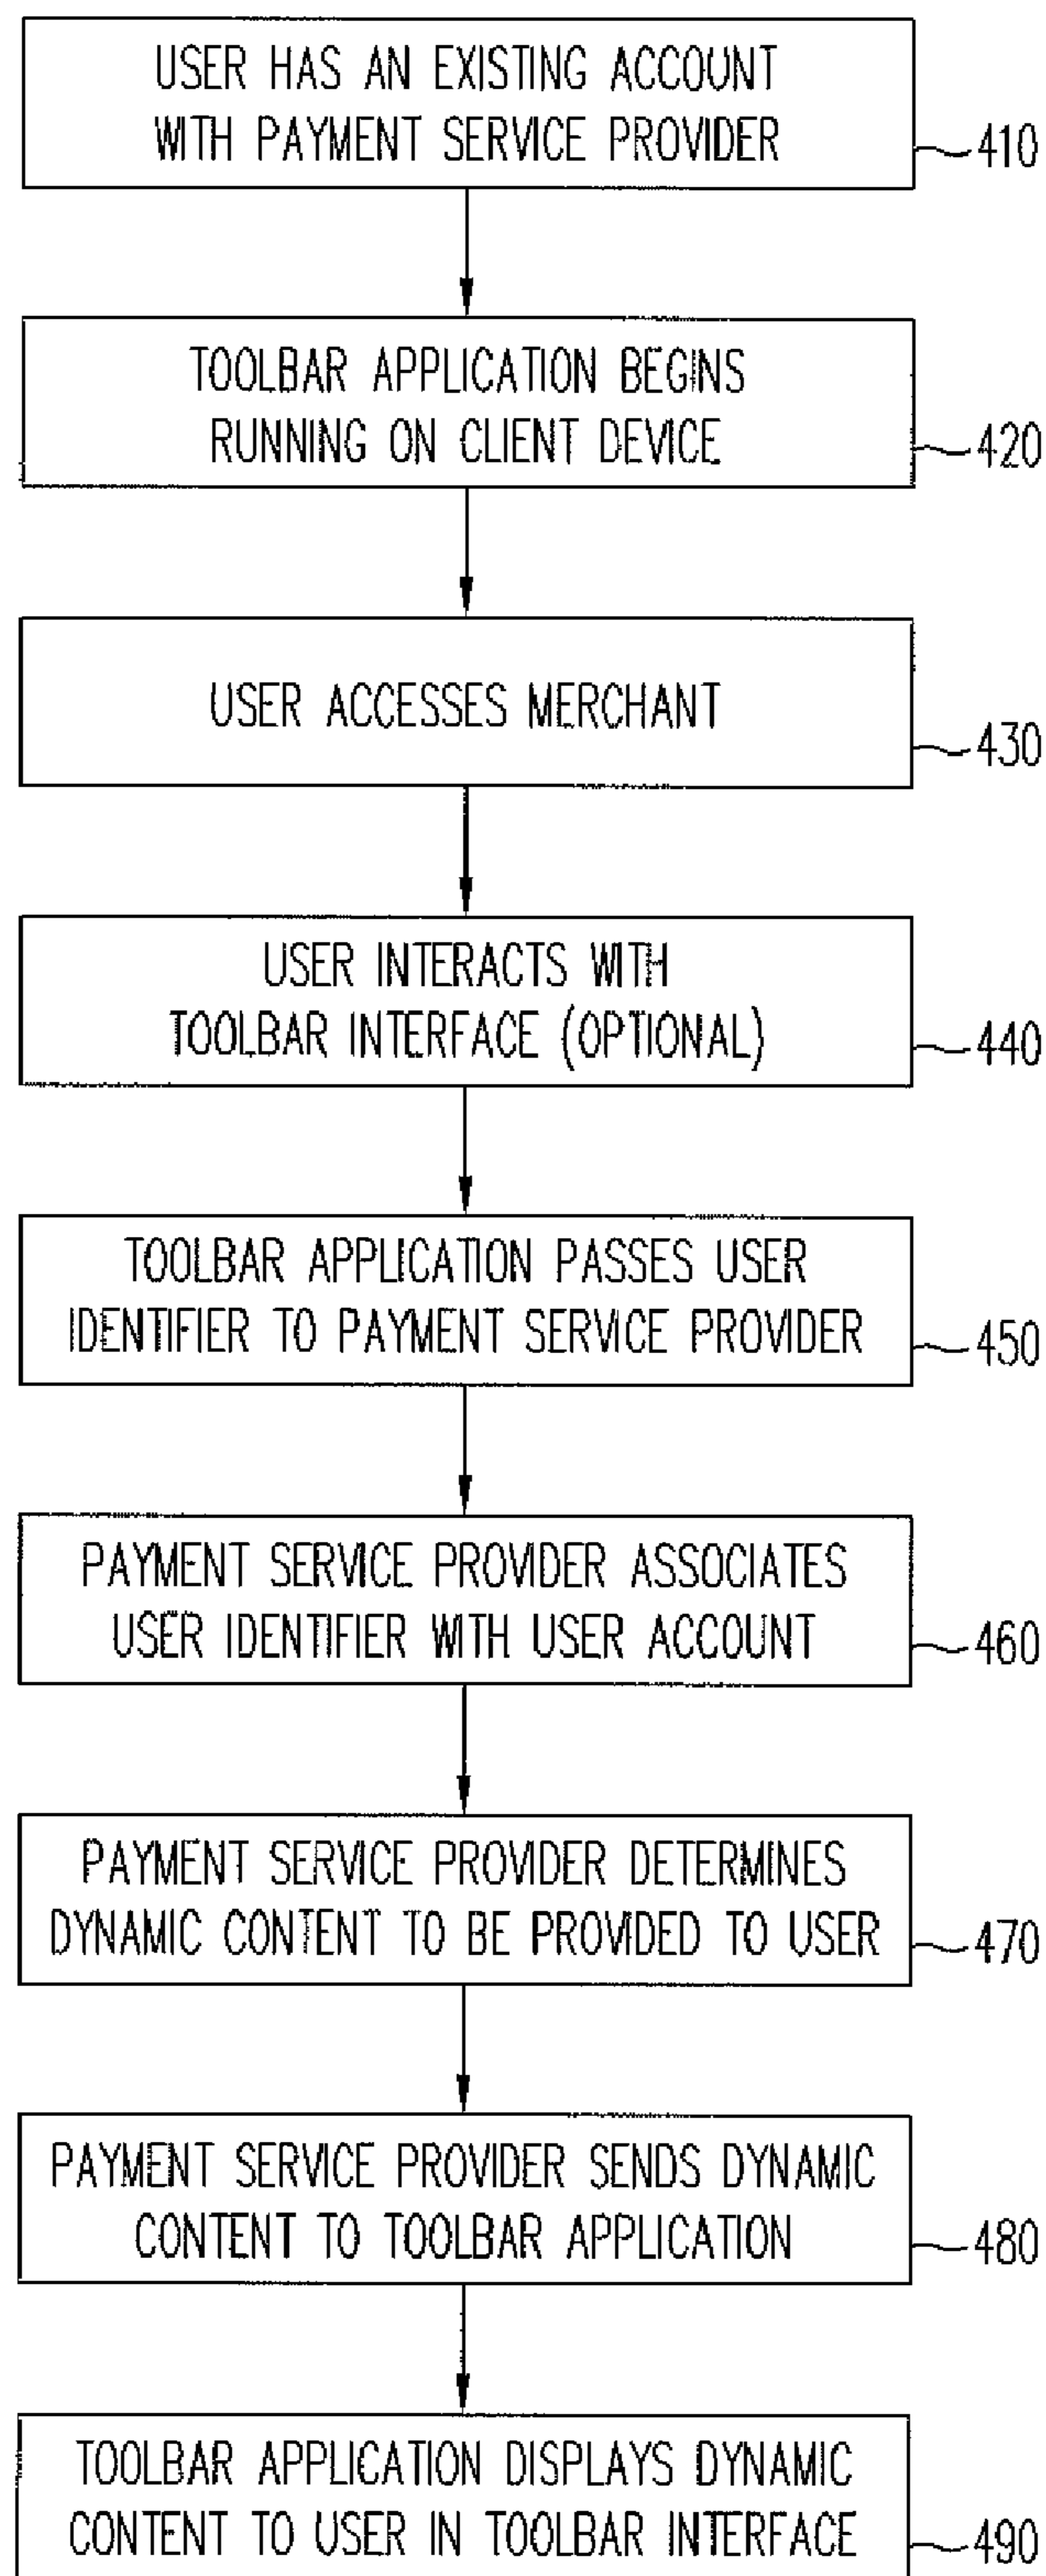 USER HAS AN EXISTING ACCOUNT
WITH PAYMENT SERVICE PROVIDER
410
TOOLBAR APPLICATION BEGINS
RUNNING ON CLIENT DEVICE
420
USER ACCESSES MERCHANT
430
USER INTERACTS WITH
TOOLBAR INTERFACE (OPTIONAL)
440
TOOLBAR APPLICATION PASSES USER
IDENTIFIER TO PAYMENT SERVICE PROVIDER
450
PAYMENT SERVICE PROVIDER ASSOCIATES
USER IDENTIFIER WITH USER ACCOUNT
460
PAYMENT SERVICE PROVIDER DETERMINES
DYNAMIC CONTENT TO BE PROVIDED TO USER
470
PAYMENT SERVICE PROVIDER SENDS DYNAMIC
CONTENT TO TOOLBAR APPLICATION
480
TOOLBAR APPLICATION DISPLAYS DYNAMIC
CONTENT TO USER IN TOOLBAR INTERFACE
490